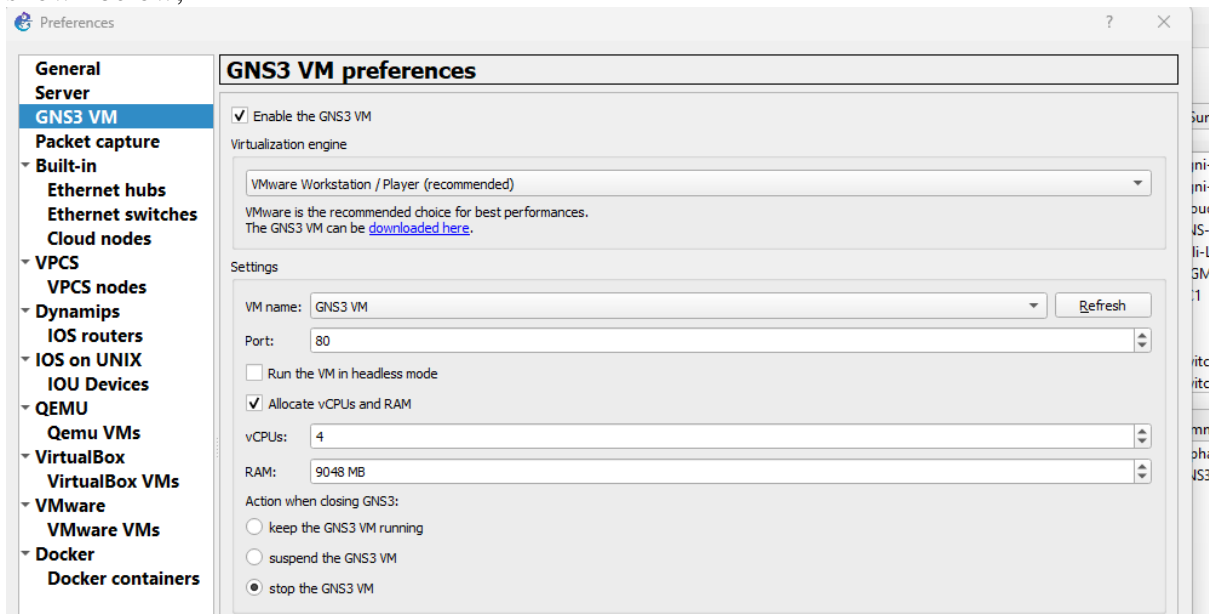 Preferences
? ×
General
Server
GNS3 VM
Packet capture
Built-in
Ethernet hubs
Ethernet switches
Cloud nodes
VPCS
VPCS nodes
Dynamips
IOS routers
IOS on UNIX
IOU Devices
QEMU
Qemu VMs
VirtualBox
VirtualBox VMs
VMware
VMware VMs
Docker
Docker containers
GNS3 VM preferences
Enable the GNS3 VM
Virtualization engine
VMware Workstation / Player (recommended)
VMware is the recommended choice for best performances.
The GNS3 VM can be downloaded here.
Settings
VM name: GNS3 VM Refresh
Port: 80
Run the VM in headless mode
Allocate vCPUs and RAM
vCPUs: 4
RAM: 9048 MB
Action when closing GNS3:
keep the GNS3 VM running
suspend the GNS3 VM
stop the GNS3 VM